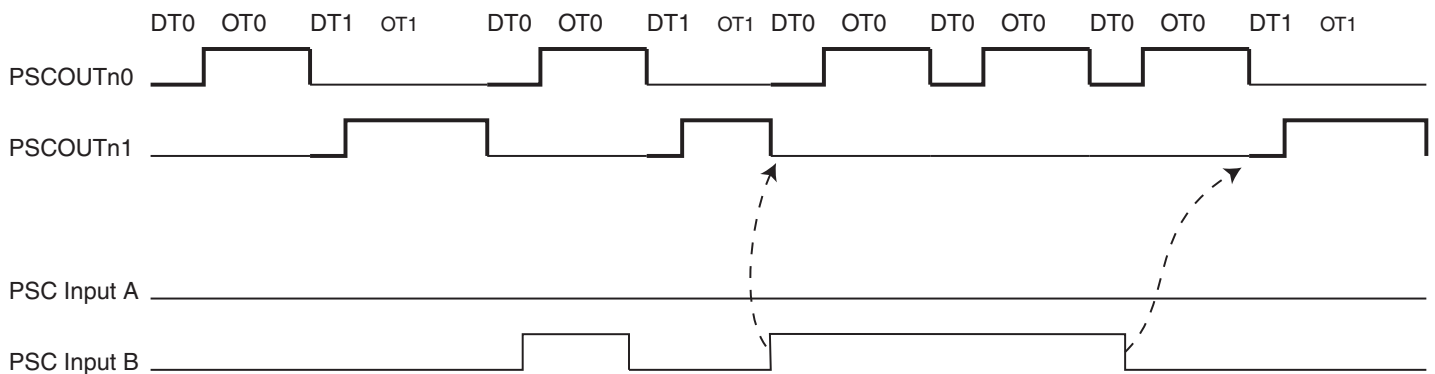 DT0 OT0 DT1 OT1 DT0 OT0 DT1 OT1 DT0 OT0 DT0 OT0 DT0 OT0 DT1 OT1
PSCOUTn0
PSCOUTn1
PSC Input A
PSC Input B